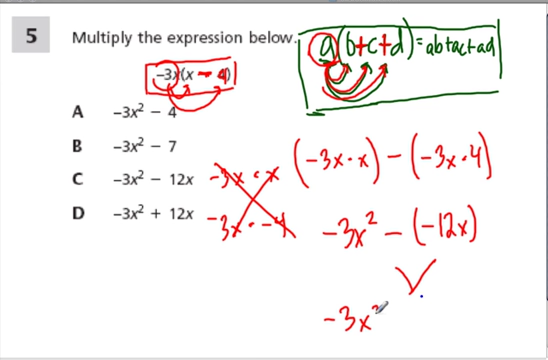 5 Multiply the expression below.
a(b+c+d)=ab+ac+ad
-3x(x - 4)
A -3x² - 4
B -3x² - 7
C -3x² - 12x
D -3x² + 12x
-3x · x
-3x · -4
(-3x·x) - (-3x·4)
-3x² - (-12x)
-3x²